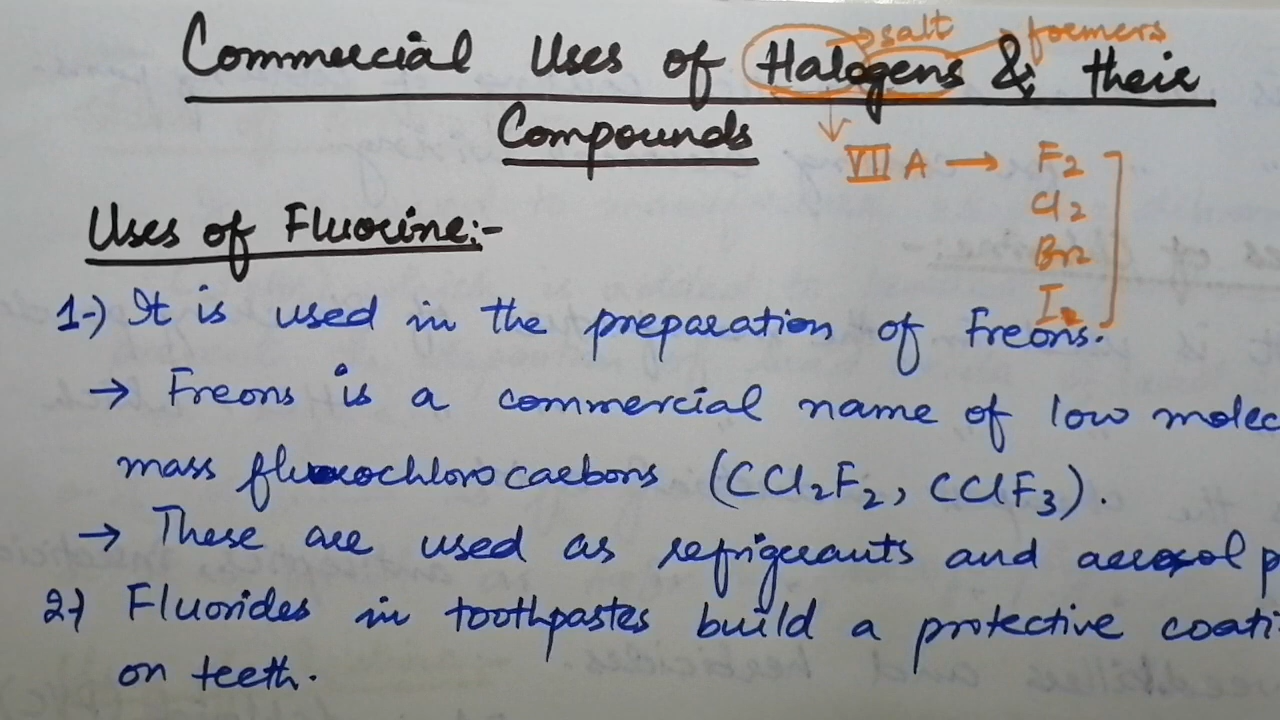 Commercial Uses of Halogens & their
salt formers
Compounds
VII A → F2
Cl2
Br2
I2
Uses of Fluorine:-
1-) It is used in the preparation of Freons.
→ Freons is a commercial name of low molec
mass fluorochlorocarbons (CCl2F2, CClF3).
→ These are used as refrigerants and aerosol p
2-) Fluorides in toothpastes build a protective coati
on teeth.